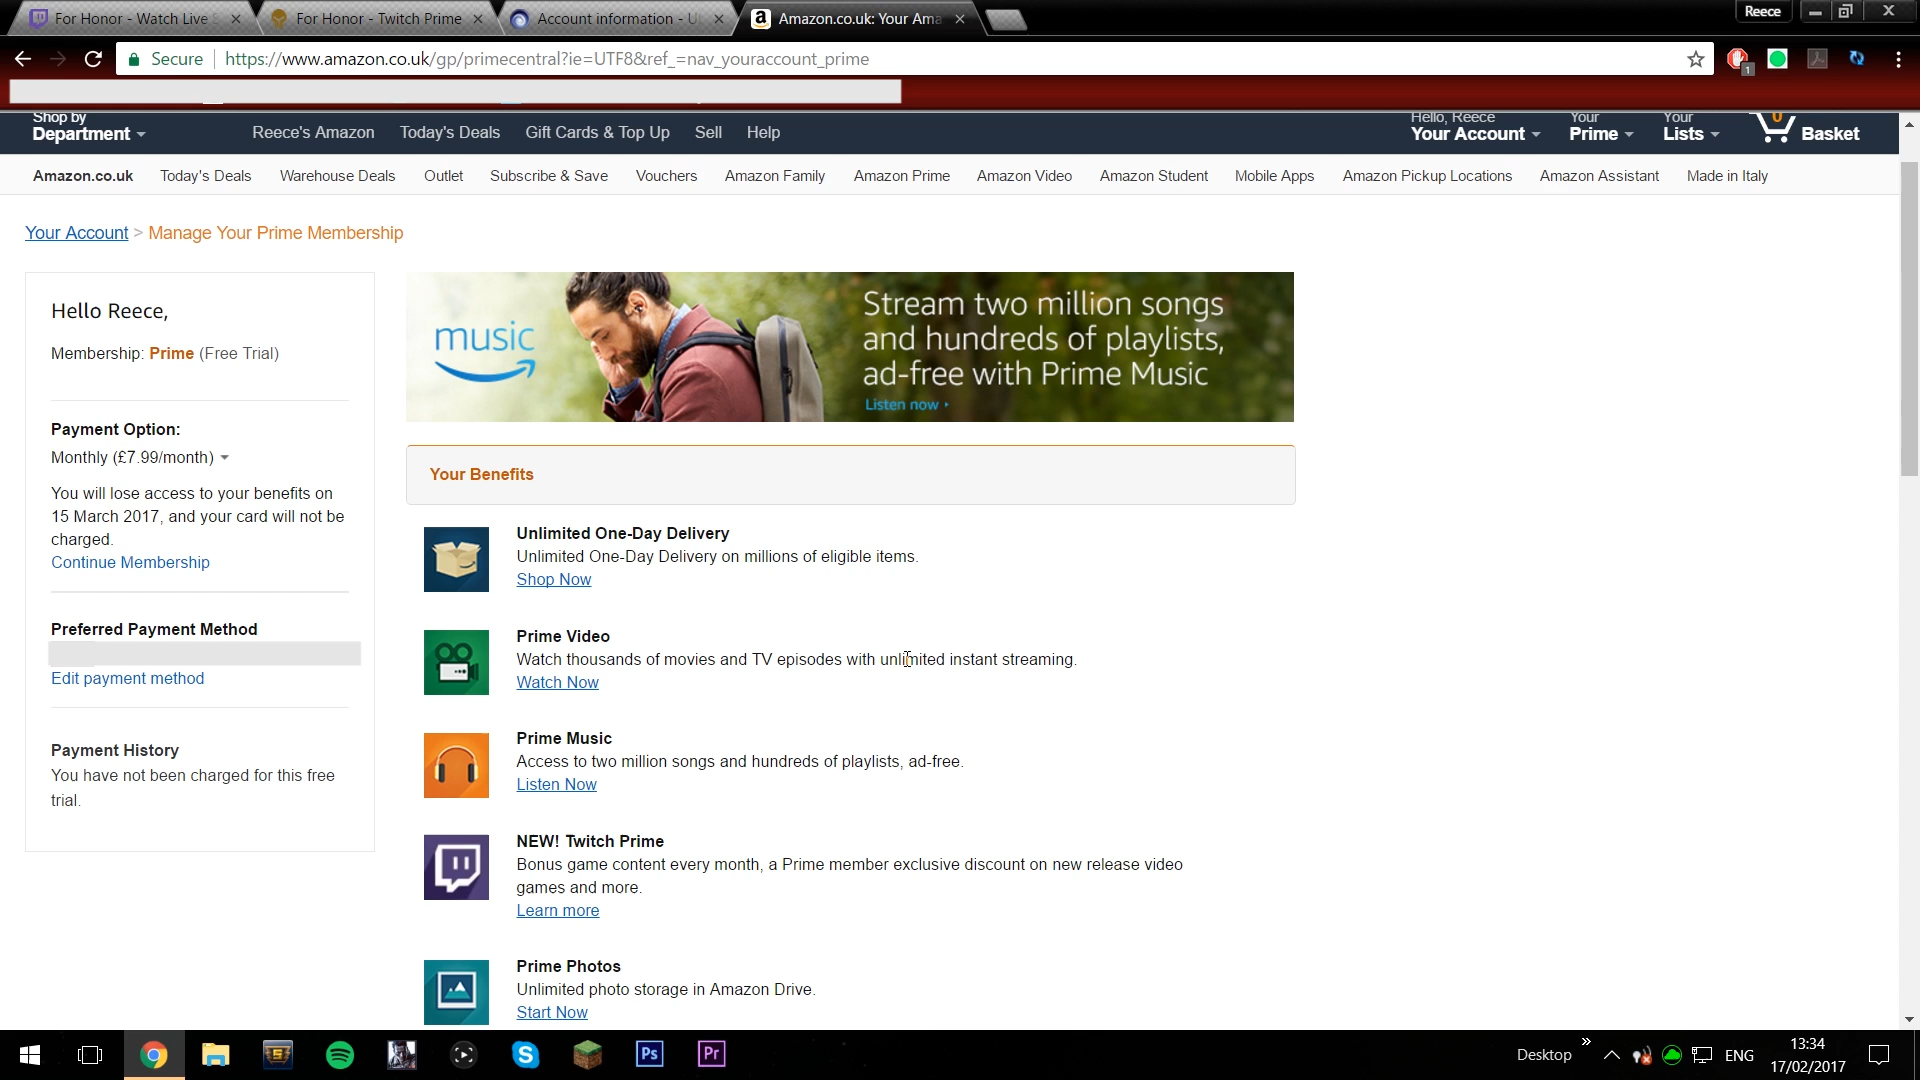 For Honor - Watch Live
For Honor - Twitch Prime
Account information - U
Amazon.co.uk: Your Ama
Reece
Secure
https://www.amazon.co.uk/gp/primecentral?ie=UTF8&ref_=nav_youraccount_prime
1
Shop by
Department
Reece's Amazon
Today's Deals
Gift Cards & Top Up
Sell
Help
Hello, Reece
Your Account
Your
Prime
Your
Lists
0
Basket
Amazon.co.uk
Today's Deals
Warehouse Deals
Outlet
Subscribe & Save
Vouchers
Amazon Family
Amazon Prime
Amazon Video
Amazon Student
Mobile Apps
Amazon Pickup Locations
Amazon Assistant
Made in Italy
Your Account > Manage Your Prime Membership
Hello Reece,
Membership: Prime (Free Trial)
Payment Option:
Monthly (£7.99/month)
You will lose access to your benefits on
15 March 2017, and your card will not be
charged.
Continue Membership
Preferred Payment Method
Edit payment method
Payment History
You have not been charged for this free
trial.
music
Stream two million songs
and hundreds of playlists,
ad-free with Prime Music
Listen now
Your Benefits
Unlimited One-Day Delivery
Unlimited One-Day Delivery on millions of eligible items.
Shop Now
Prime Video
Watch thousands of movies and TV episodes with unlimited instant streaming.
Watch Now
Prime Music
Access to two million songs and hundreds of playlists, ad-free.
Listen Now
NEW! Twitch Prime
Bonus game content every month, a Prime member exclusive discount on new release video
games and more.
Learn more
Prime Photos
Unlimited photo storage in Amazon Drive.
Start Now
Ps
Pr
Desktop
ENG
13:34
17/02/2017